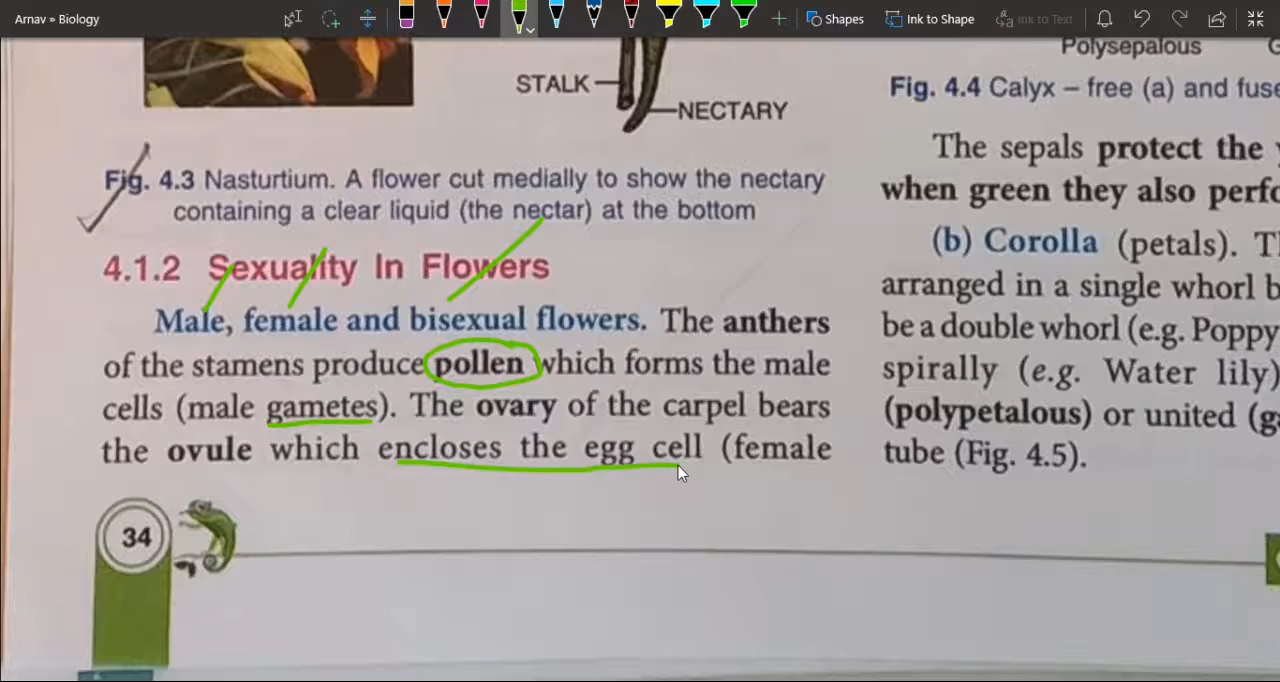 Arnav » Biology
Shapes
Ink to Shape
Ink to Text
STALK
NECTARY
Fig. 4.3 Nasturtium. A flower cut medially to show the nectary
containing a clear liquid (the nectar) at the bottom
4.1.2 Sexuality In Flowers
Male, female and bisexual flowers. The anthers
of the stamens produce pollen which forms the male
cells (male gametes). The ovary of the carpel bears
the ovule which encloses the egg cell (female
34
Polysepalous
Fig. 4.4 Calyx – free (a) and fuse
The sepals protect the
when green they also perfo
(b) Corolla (petals). T
arranged in a single whorl b
be a double whorl (e.g. Poppy
spirally (e.g. Water lily)
(polypetalous) or united (g
tube (Fig. 4.5).